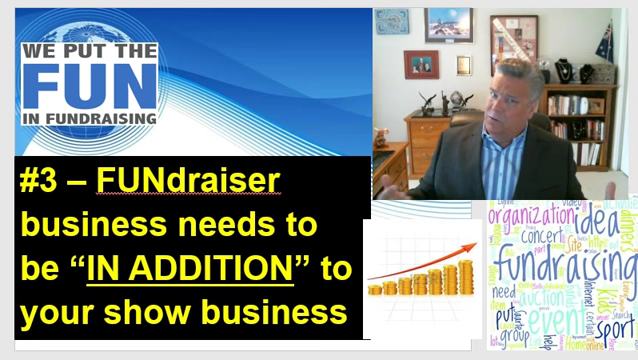 WE PUT THE
FUN
IN FUNDRAISING
#3 – FUNdraiser
business needs to
be “IN ADDITION” to
your show business
organization
idea
concert
fundraising
need
auction
put
event
group
sport